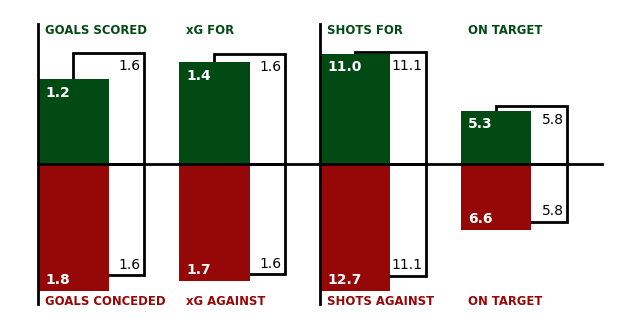 GOALS SCORED xG FOR SHOTS FOR ON TARGET
1.2 1.6 1.4 1.6 11.0 11.1 5.3 5.8
1.8 1.6 1.7 1.6 12.7 11.1 6.6 5.8
GOALS CONCEDED xG AGAINST SHOTS AGAINST ON TARGET